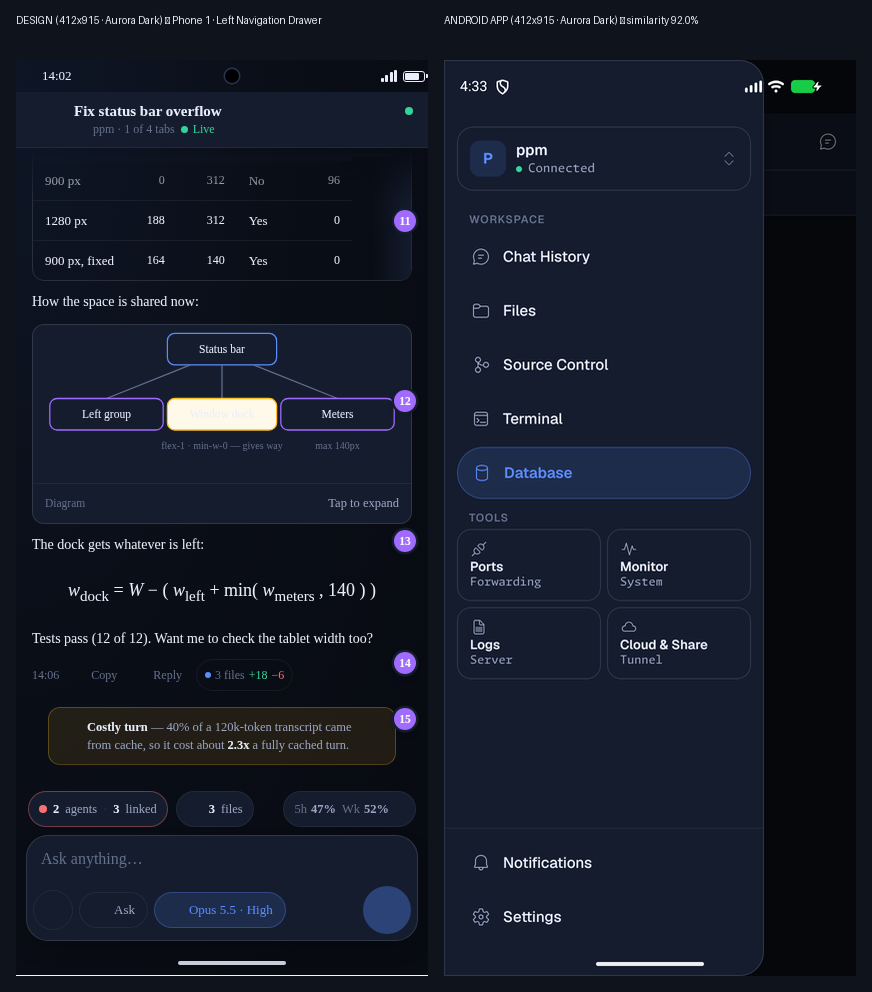 DESIGN (412x915 · Aurora Dark) Phone 1 · Left Navigation Drawer
14:02
Fix status bar overflow
ppm · 1 of 4 tabs Live
900 px 0 312 No 96
1280 px 188 312 Yes 0
11
900 px, fixed 164 140 Yes 0
How the space is shared now:
Status bar
12
Left group Window dock Meters
flex-1 · min-w-0 — gives way max 140px
Diagram Tap to expand
The dock gets whatever is left:
13
w_dock = W − ( w_left + min( w_meters , 140 ) )
Tests pass (12 of 12). Want me to check the tablet width too?
14:06 Copy Reply 3 files +18 −6
14
Costly turn — 40% of a 120k-token transcript came
from cache, so it cost about 2.3x a fully cached turn.
15
2 agents · 3 linked 3 files 5h 47% Wk 52%
Ask anything…
Ask Opus 5.5 · High
ANDROID APP (412x915 · Aurora Dark) similarity 92.0%
4:33
P
ppm
Connected
WORKSPACE
Chat History
Files
Source Control
Terminal
Database
TOOLS
Ports
Forwarding
Monitor
System
Logs
Server
Cloud & Share
Tunnel
Notifications
Settings